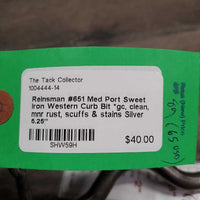 The Tack Collector
1004444-14
Reinsman #651 Med Port Sweet
Iron Western Curb Bit *gc, clean,
mnr rust, scuffs & stains Silver
5.25"
$40.00
SHW59H